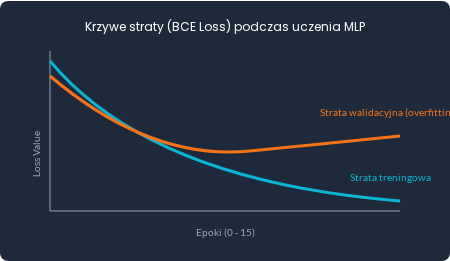 Krzywe straty (BCE Loss) podczas uczenia MLP
Strata walidacyjna (overfittin
Strata treningowa
Loss Value
Epoki (0 - 15)